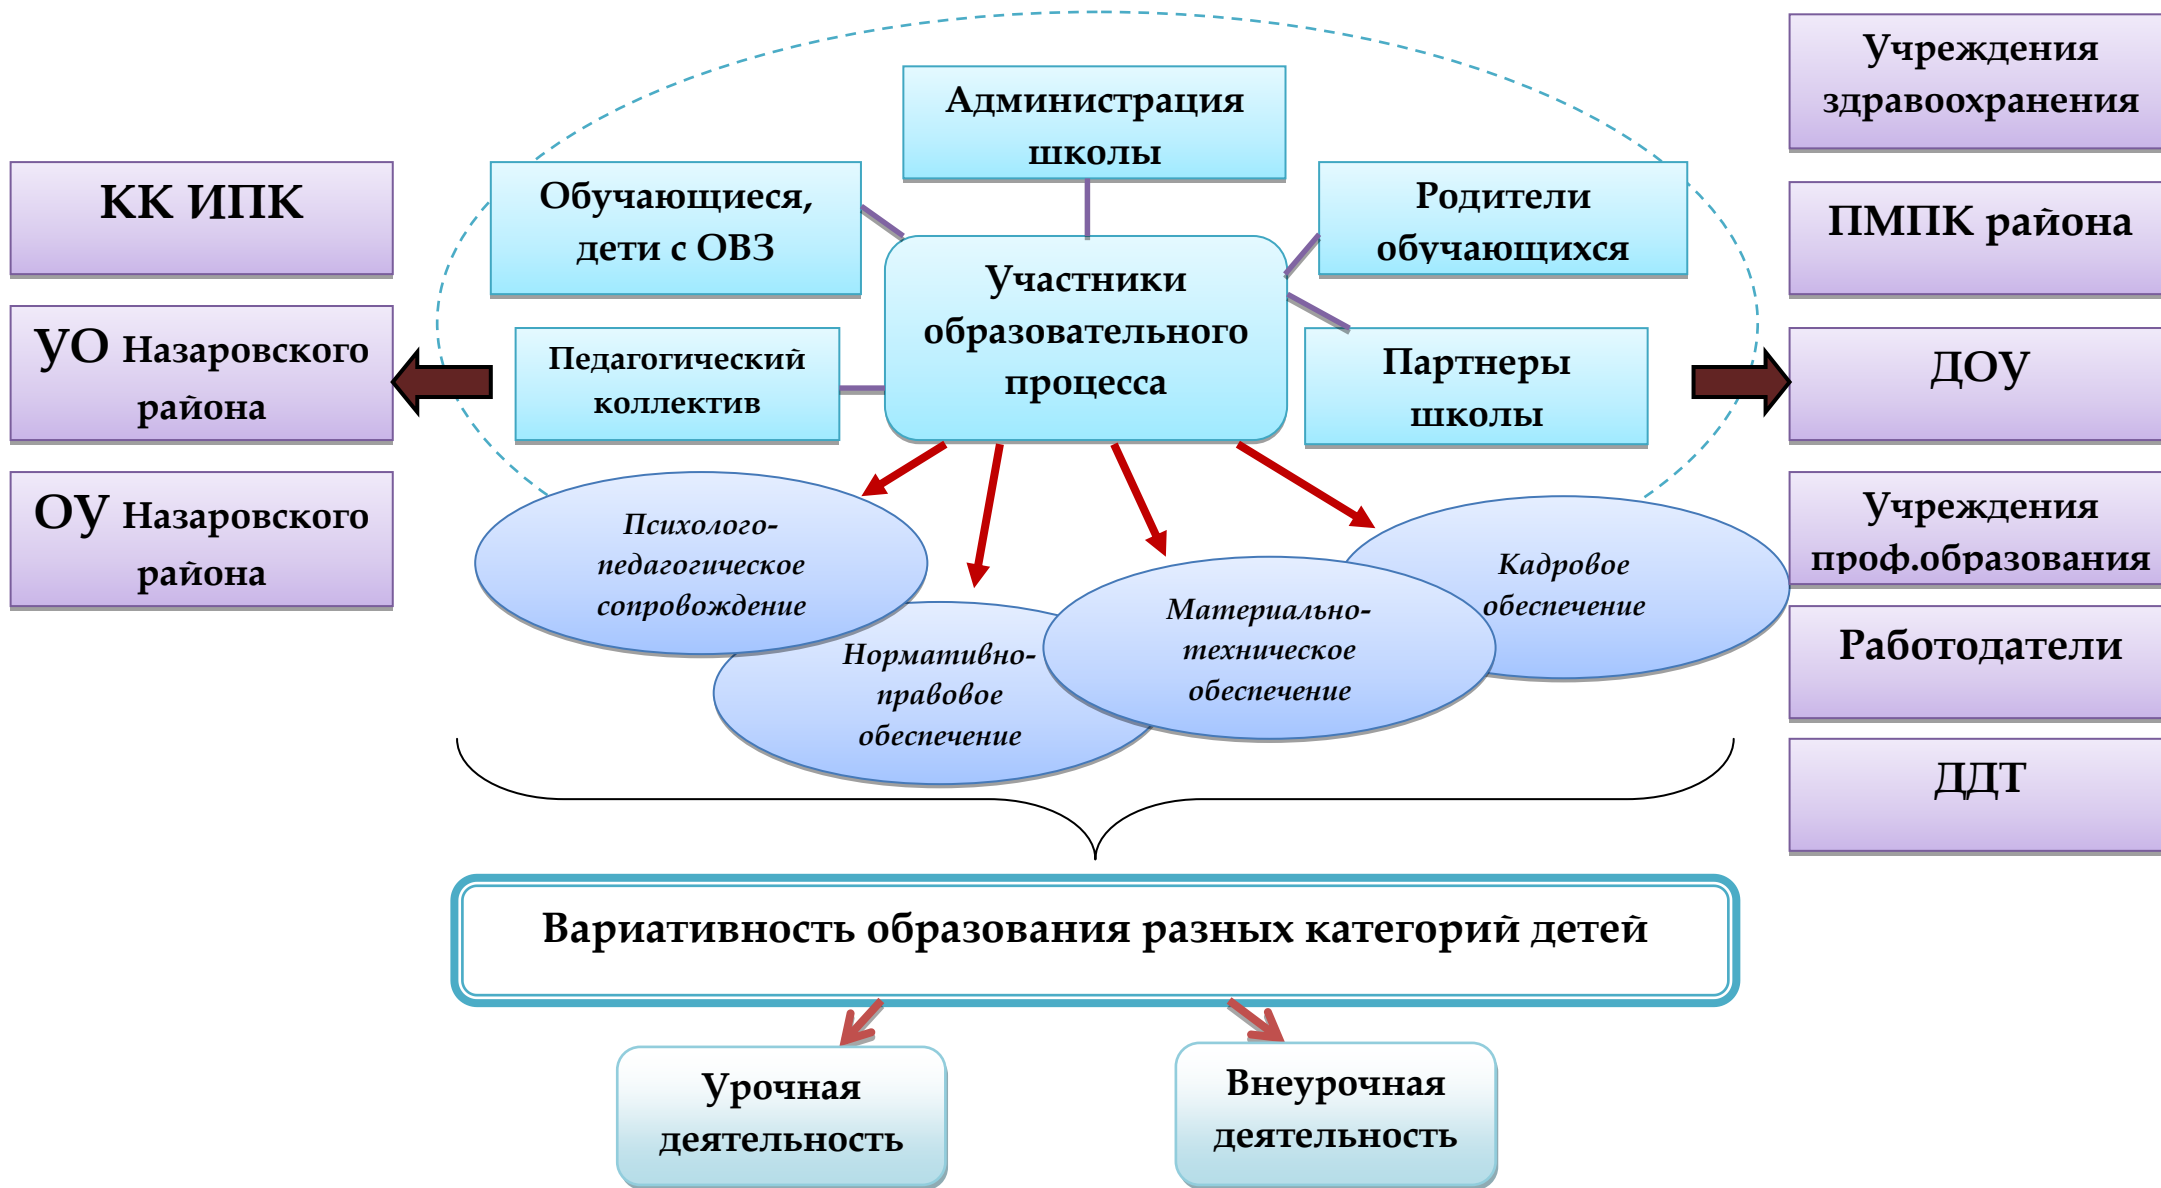 Учреждения
здравоохранения
Администрация
школы
КК ИПК
Обучающиеся,
дети с ОВЗ
Родители
обучающихся
ПМПК района
Участники
образовательного
процесса
УО Назаровского
района
Педагогический
коллектив
Партнеры
школы
ДОУ
ОУ Назаровского
района
Психолого-
педагогическое
сопровождение
Кадровое
обеспечение
Учреждения
проф.образования
Нормативно-
правовое
обеспечение
Материально-
техническое
обеспечение
Работодатели
ДДТ
Вариативность образования разных категорий детей
Урочная
деятельность
Внеурочная
деятельность